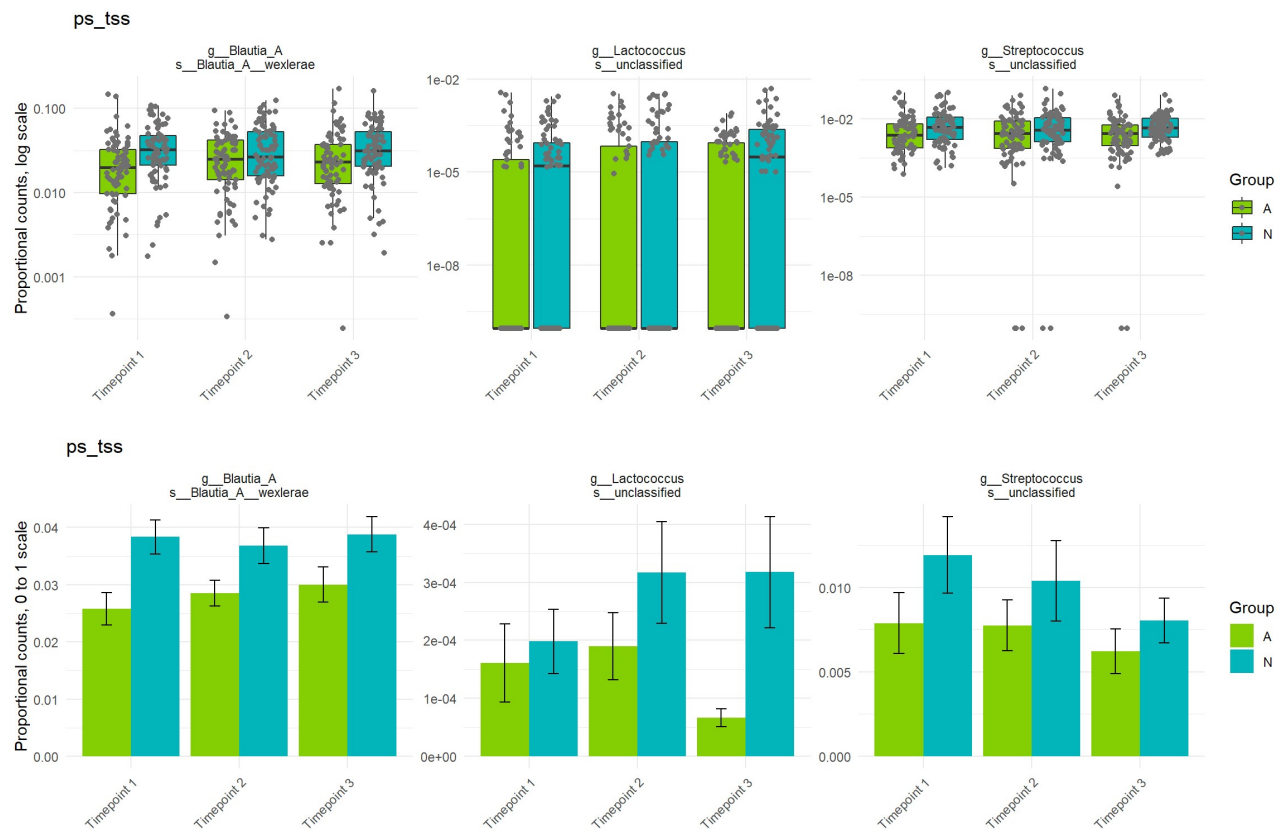 ps_tss
g__Blautia_A
s__Blautia_A__wexlerae
g__Lactococcus
s__unclassified
g__Streptococcus
s__unclassified
Proportional counts, log scale
0.100
0.010
0.001
1e-02
1e-05
1e-08
1e-02
1e-05
1e-08
Timepoint 1
Timepoint 2
Timepoint 3
Timepoint 1
Timepoint 2
Timepoint 3
Timepoint 1
Timepoint 2
Timepoint 3
Group
A
N
ps_tss
g__Blautia_A
s__Blautia_A__wexlerae
g__Lactococcus
s__unclassified
g__Streptococcus
s__unclassified
Proportional counts, 0 to 1 scale
0.04
0.03
0.02
0.01
0.00
4e-04
3e-04
2e-04
1e-04
0e+00
0.010
0.005
0.000
Timepoint 1
Timepoint 2
Timepoint 3
Timepoint 1
Timepoint 2
Timepoint 3
Timepoint 1
Timepoint 2
Timepoint 3
Group
A
N